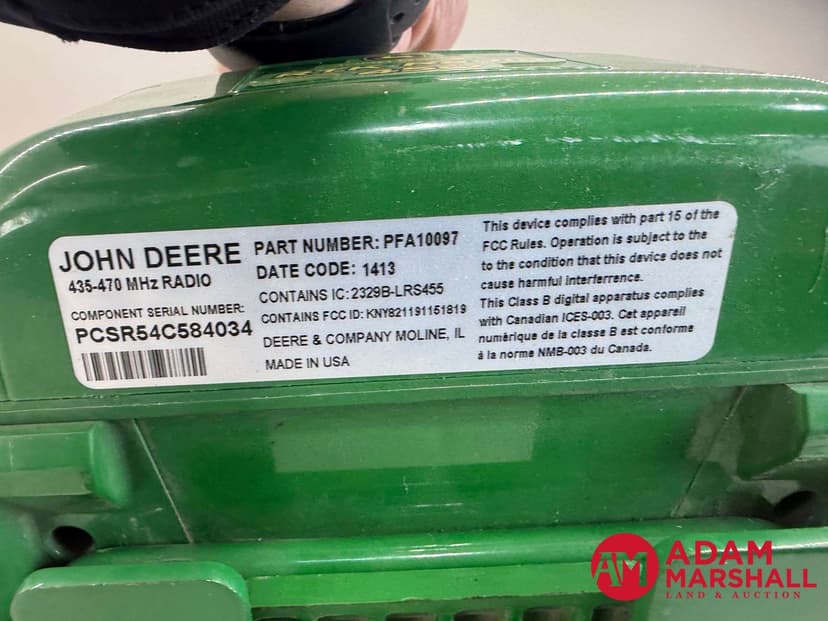 JOHN DEERE
435-470 MHz RADIO
COMPONENT SERIAL NUMBER:
PCSR54C584034
PART NUMBER: PFA10097
DATE CODE: 1413
CONTAINS IC: 2329B-LRS455
CONTAINS FCC ID: KNY821191151819
DEERE & COMPANY MOLINE, IL
MADE IN USA
This device complies with part 15 of the
FCC Rules. Operation is subject to the
to the condition that this device does not
cause harmful interferrence.
This Class B digital apparatus complies
with Canadian ICES-003. Cet appareil
numèrique de la classe B est conforme
à la norme NMB-003 du Canada.
AM
ADAM
MARSHALL
LAND & AUCTION